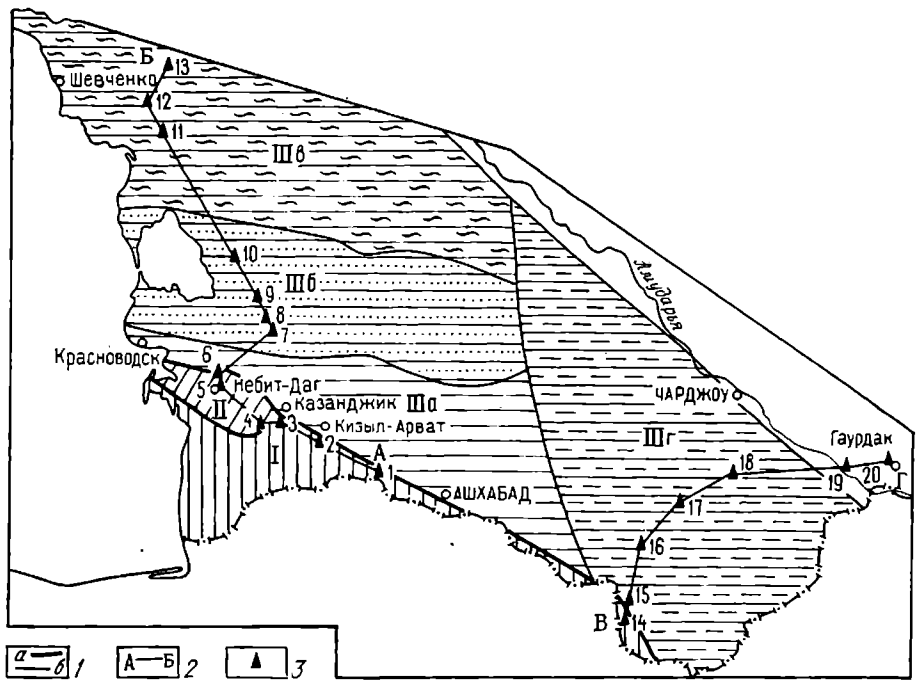 Б
13
Шевченко
12
11
IIIв
10
IIIб
9
8
7
Амударья
Красноводск
6
5
Небит-Даг
II
Казанджик
IIIа
4
3
Кизыл-Арват
2
I
А
1
АШХАБАД
ЧАРДЖОУ
IIIг
Гаурдак
18
19
20
Г
17
16
15
В
14
а
б
1
А—Б
2
3